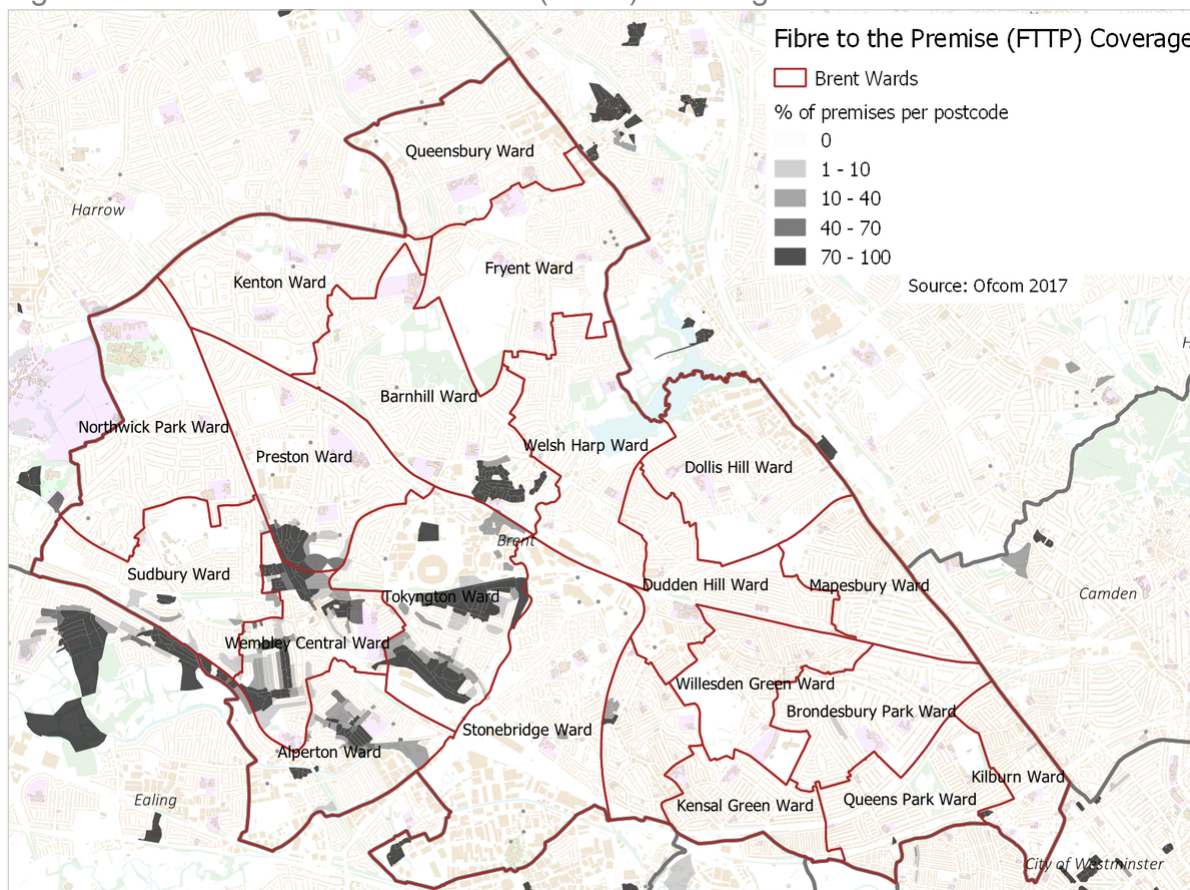 Fibre to the Premise (FTTP) Coverage
Brent Wards
% of premises per postcode
0
1 - 10
10 - 40
40 - 70
70 - 100
Source: Ofcom 2017
Queensbury Ward
Harrow
Kenton Ward
Fryent Ward
Barnhill Ward
Northwick Park Ward
Preston Ward
Welsh Harp Ward
Dollis Hill Ward
Brent
Sudbury Ward
Tokyngton Ward
Dudden Hill Ward
Mapesbury Ward
Camden
Wembley Central Ward
Willesden Green Ward
Brondesbury Park Ward
Stonebridge Ward
Alperton Ward
Kilburn Ward
Ealing
Kensal Green Ward
Queens Park Ward
City of Westminster